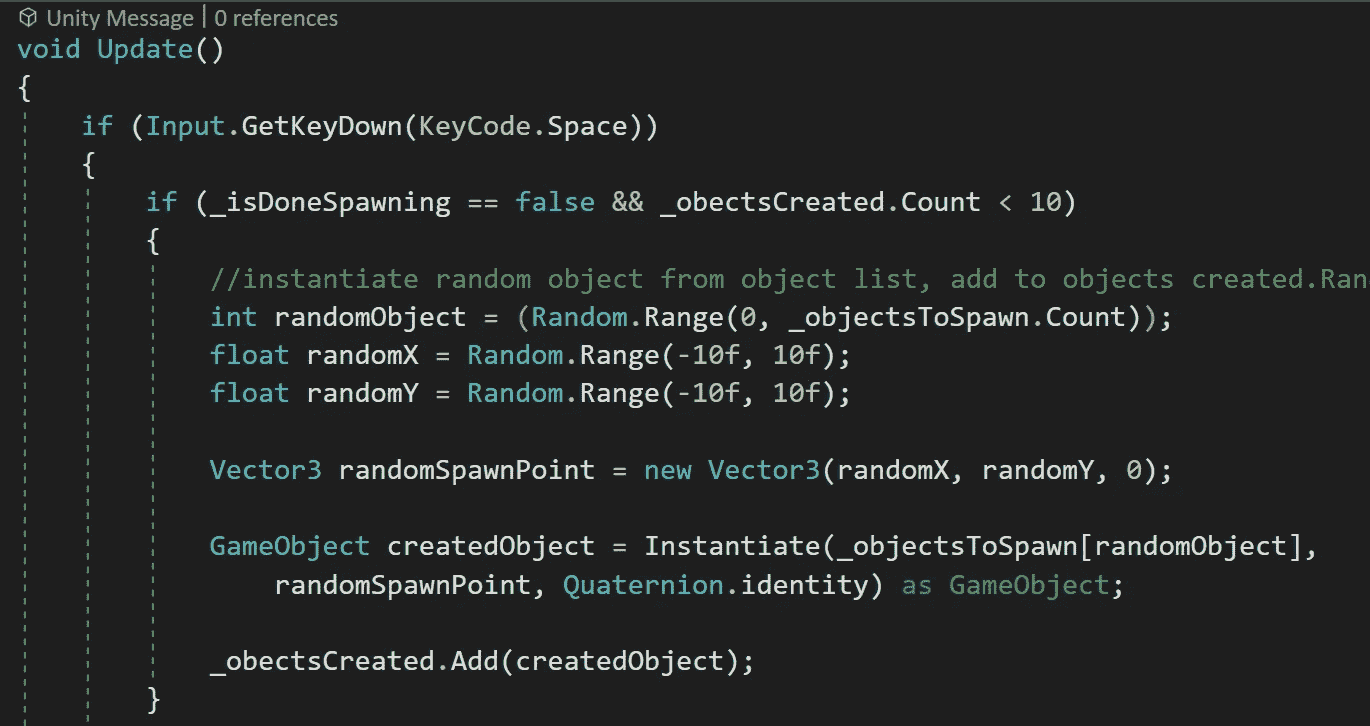 Unity Message | 0 references
void Update()
{
if (Input.GetKeyDown(KeyCode.Space))
{
if (_isDoneSpawning == false && _obectsCreated.Count < 10)
{
//instantiate random object from object list, add to objects created.Ran
int randomObject = (Random.Range(0, _objectsToSpawn.Count));
float randomX = Random.Range(-10f, 10f);
float randomY = Random.Range(-10f, 10f);
Vector3 randomSpawnPoint = new Vector3(randomX, randomY, 0);
GameObject createdObject = Instantiate(_objectsToSpawn[randomObject],
randomSpawnPoint, Quaternion.identity) as GameObject;
_obectsCreated.Add(createdObject);
}